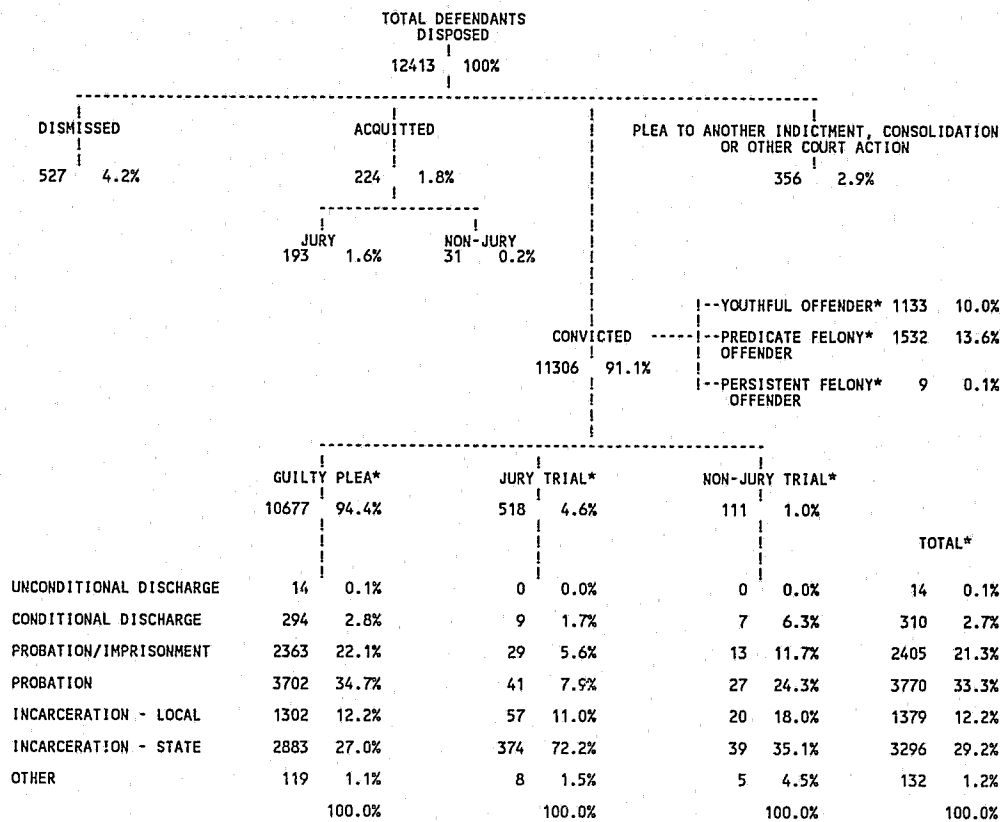 TOTAL DEFENDANTS
DISPOSED
12413 100%
DISMISSED ACQUITTED PLEA TO ANOTHER INDICTMENT, CONSOLIDATION
OR OTHER COURT ACTION
527 4.2% 224 1.8% 356 2.9%
JURY NON-JURY
193 1.6% 31 0.2%
!--YOUTHFUL OFFENDER* 1133 10.0%
CONVICTED -----!--PREDICATE FELONY* 1532 13.6%
OFFENDER
11306 91.1%
!--PERSISTENT FELONY* 9 0.1%
OFFENDER
GUILTY PLEA* JURY TRIAL* NON-JURY TRIAL*
10677 94.4% 518 4.6% 111 1.0%
TOTAL*
UNCONDITIONAL DISCHARGE 14 0.1% 0 0.0% 0 0.0% 14 0.1%
CONDITIONAL DISCHARGE 294 2.8% 9 1.7% 7 6.3% 310 2.7%
PROBATION/IMPRISONMENT 2363 22.1% 29 5.6% 13 11.7% 2405 21.3%
PROBATION 3702 34.7% 41 7.9% 27 24.3% 3770 33.3%
INCARCERATION - LOCAL 1302 12.2% 57 11.0% 20 18.0% 1379 12.2%
INCARCERATION - STATE 2883 27.0% 374 72.2% 39 35.1% 3296 29.2%
OTHER 119 1.1% 8 1.5% 5 4.5% 132 1.2%
100.0% 100.0% 100.0% 100.0%